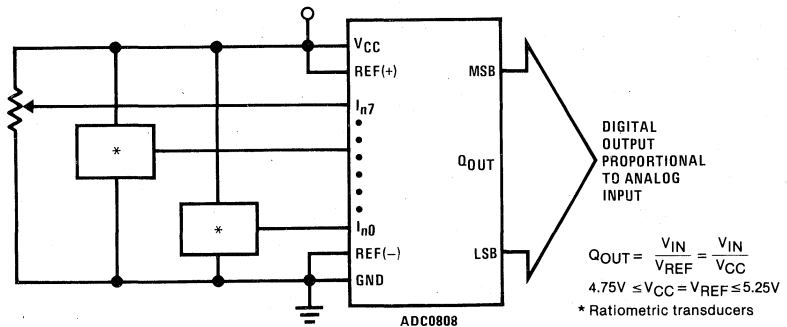 VCC
REF(+)
MSB
In7
*
DIGITAL
OUTPUT
PROPORTIONAL
TO ANALOG
INPUT
QOUT
*
In0
REF(−)
LSB
GND
QOUT = VIN/VREF = VIN/VCC
4.75V ≤ VCC = VREF ≤ 5.25V
* Ratiometric transducers
ADC0808